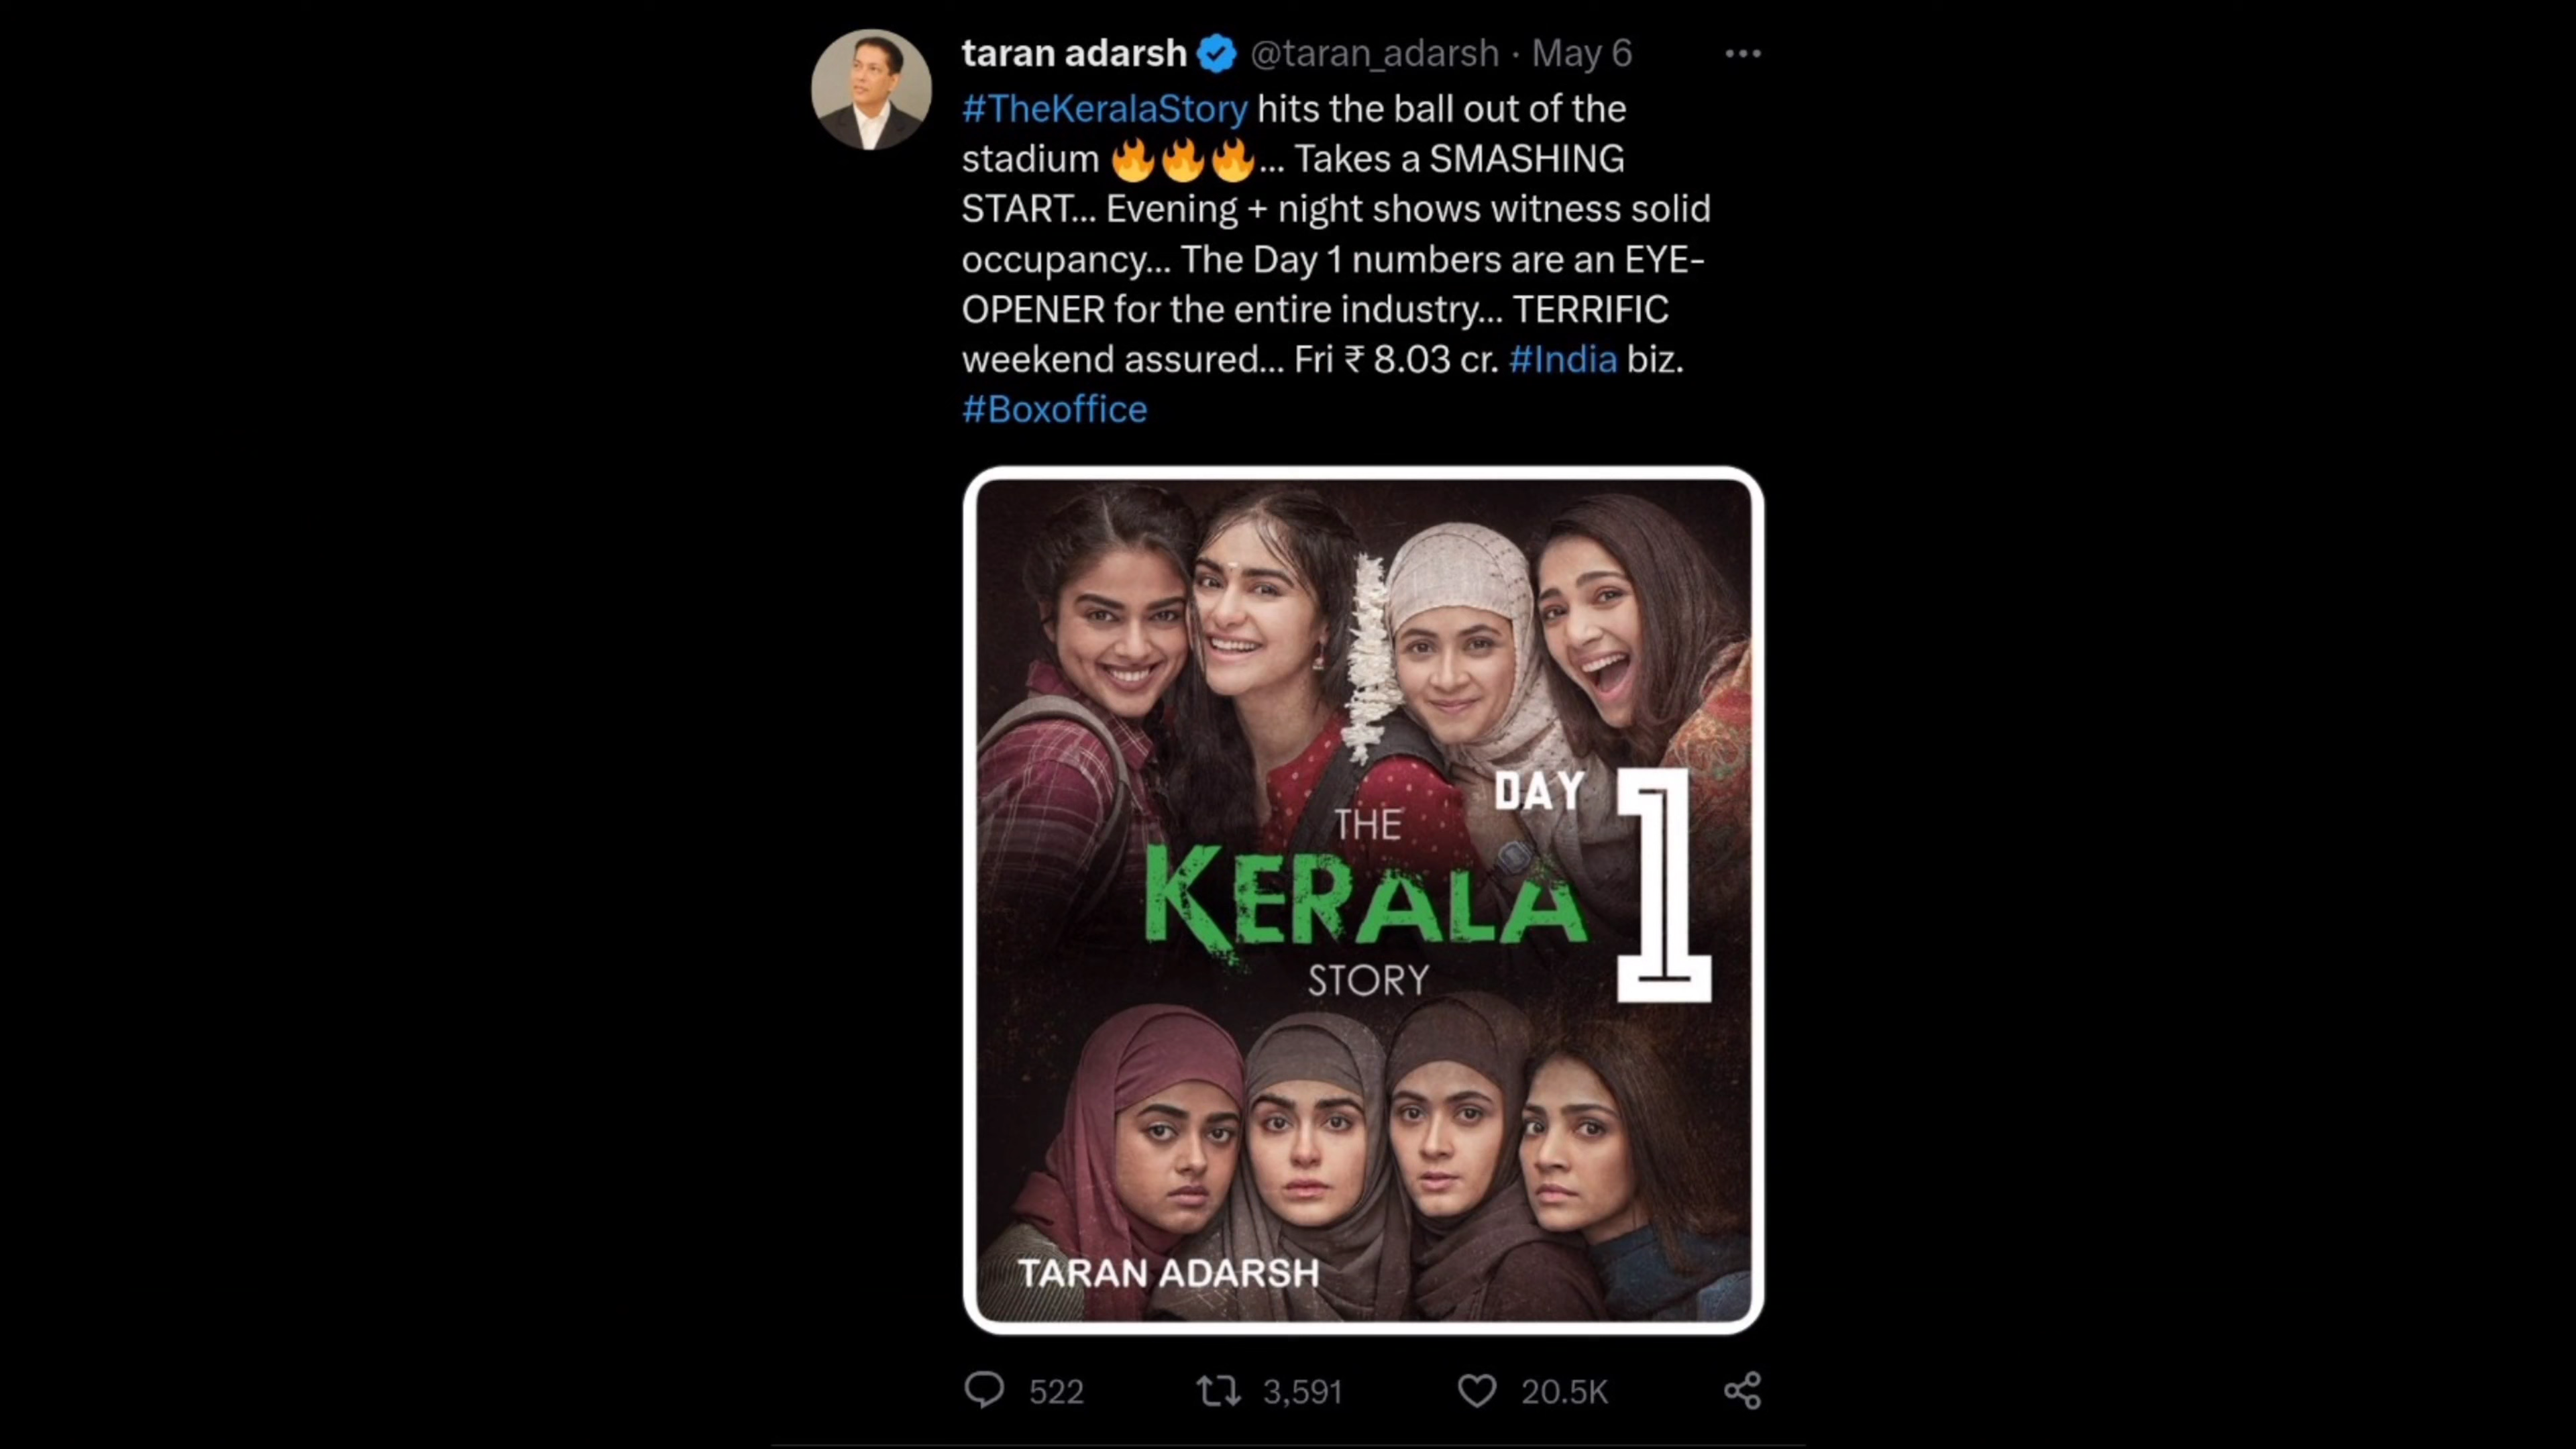 taran adarsh @taran_adarsh · May 6
#TheKeralaStory hits the ball out of the
stadium 🔥🔥🔥... Takes a SMASHING
START... Evening + night shows witness solid
occupancy... The Day 1 numbers are an EYE-
OPENER for the entire industry... TERRIFIC
weekend assured... Fri ₹ 8.03 cr. #India biz.
#Boxoffice
DAY 1
THE
KERALA
STORY
TARAN ADARSH
522 3,591 20.5K